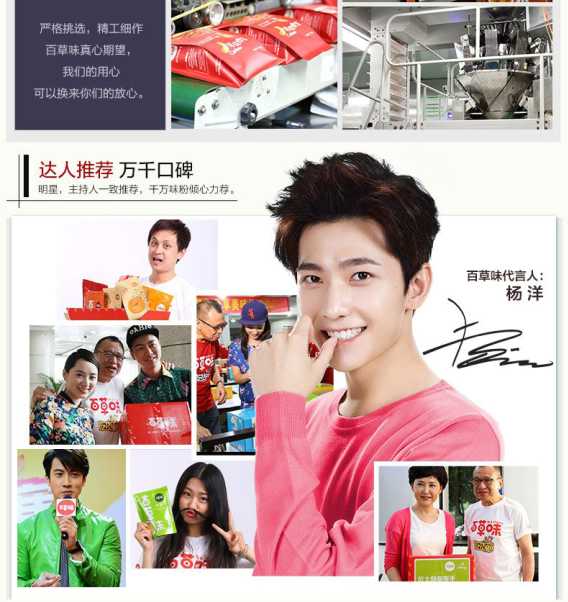 严格挑选，精工细作
百草味真心期望，
我们的用心
可以换来你们的放心。
达人推荐 万千口碑
明星，主持人一致推荐，千万味粉倾心力荐。
百草味代言人：
杨洋
百草味
百草味